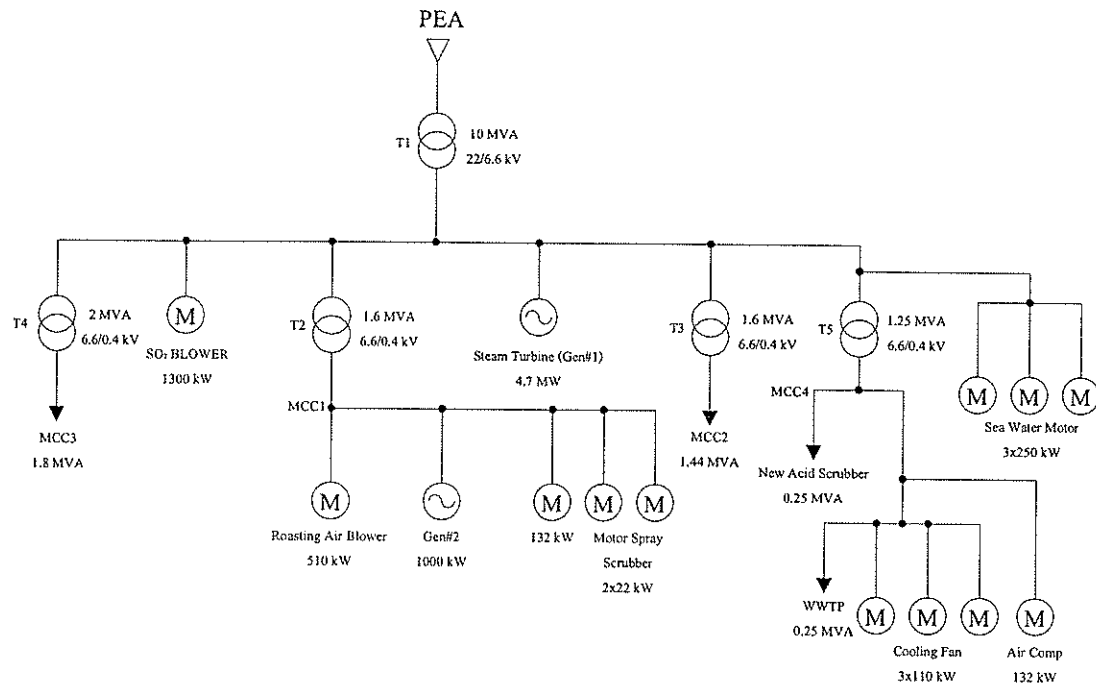 PEA
T1
10 MVA
22/6.6 kV
T4
2 MVA
6.6/0.4 kV
M
SO₂ BLOWER
1300 kW
T2
1.6 MVA
6.6/0.4 kV
Steam Turbine (Gen#1)
4.7 MW
T3
1.6 MVA
6.6/0.4 kV
T5
1.25 MVA
6.6/0.4 kV
M M M
Sea Water Motor
3x250 kW
MCC3
1.8 MVA
MCC1
M
Roasting Air Blower
510 kW
Gen#2
1000 kW
M
132 kW
M M
Motor Spray
Scrubber
2x22 kW
MCC2
1.44 MVA
MCC4
New Acid Scrubber
0.25 MVA
WWTP
0.25 MVA
M M M
Cooling Fan
3x110 kW
M
Air Comp
132 kW